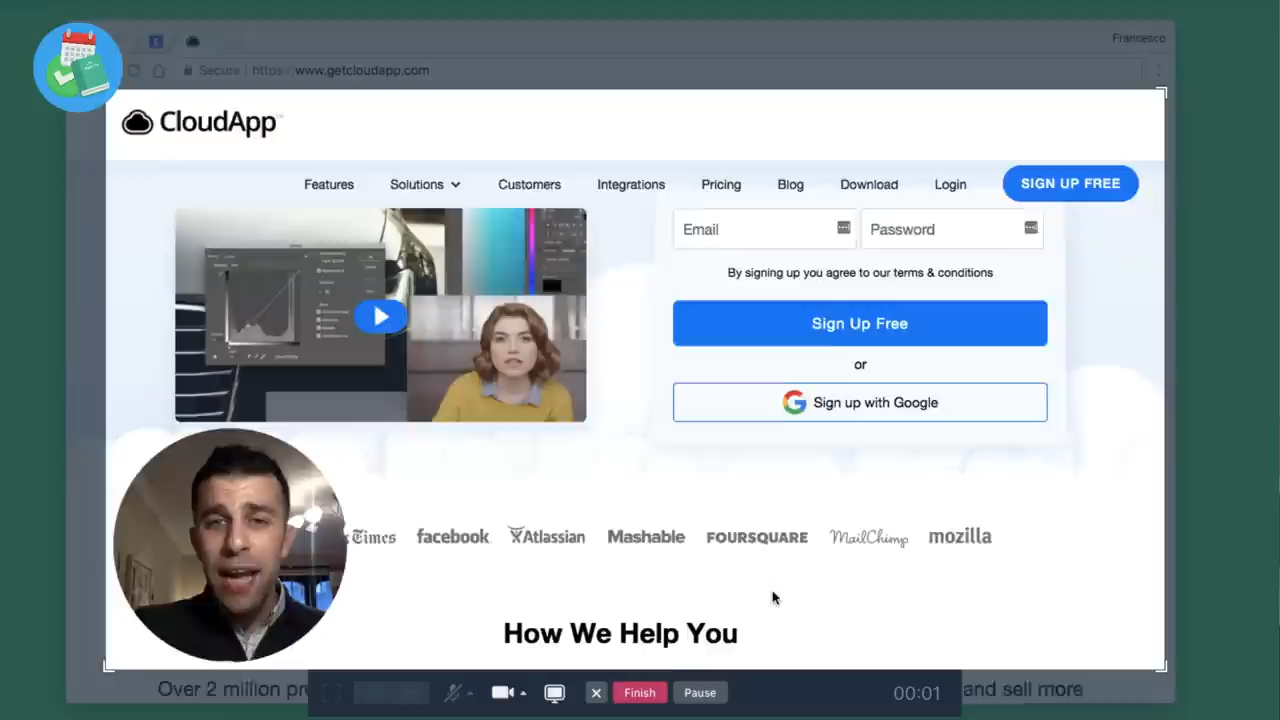 Francesco
Secure https://www.getcloudapp.com
CloudApp
Features Solutions Customers Integrations Pricing Blog Download Login SIGN UP FREE
Email Password
By signing up you agree to our terms & conditions
Sign Up Free
or
Sign up with Google
Times facebook Atlassian Mashable FOURSQUARE MailChimp mozilla
How We Help You
Over 2 million and sell more
Finish Pause 00:01